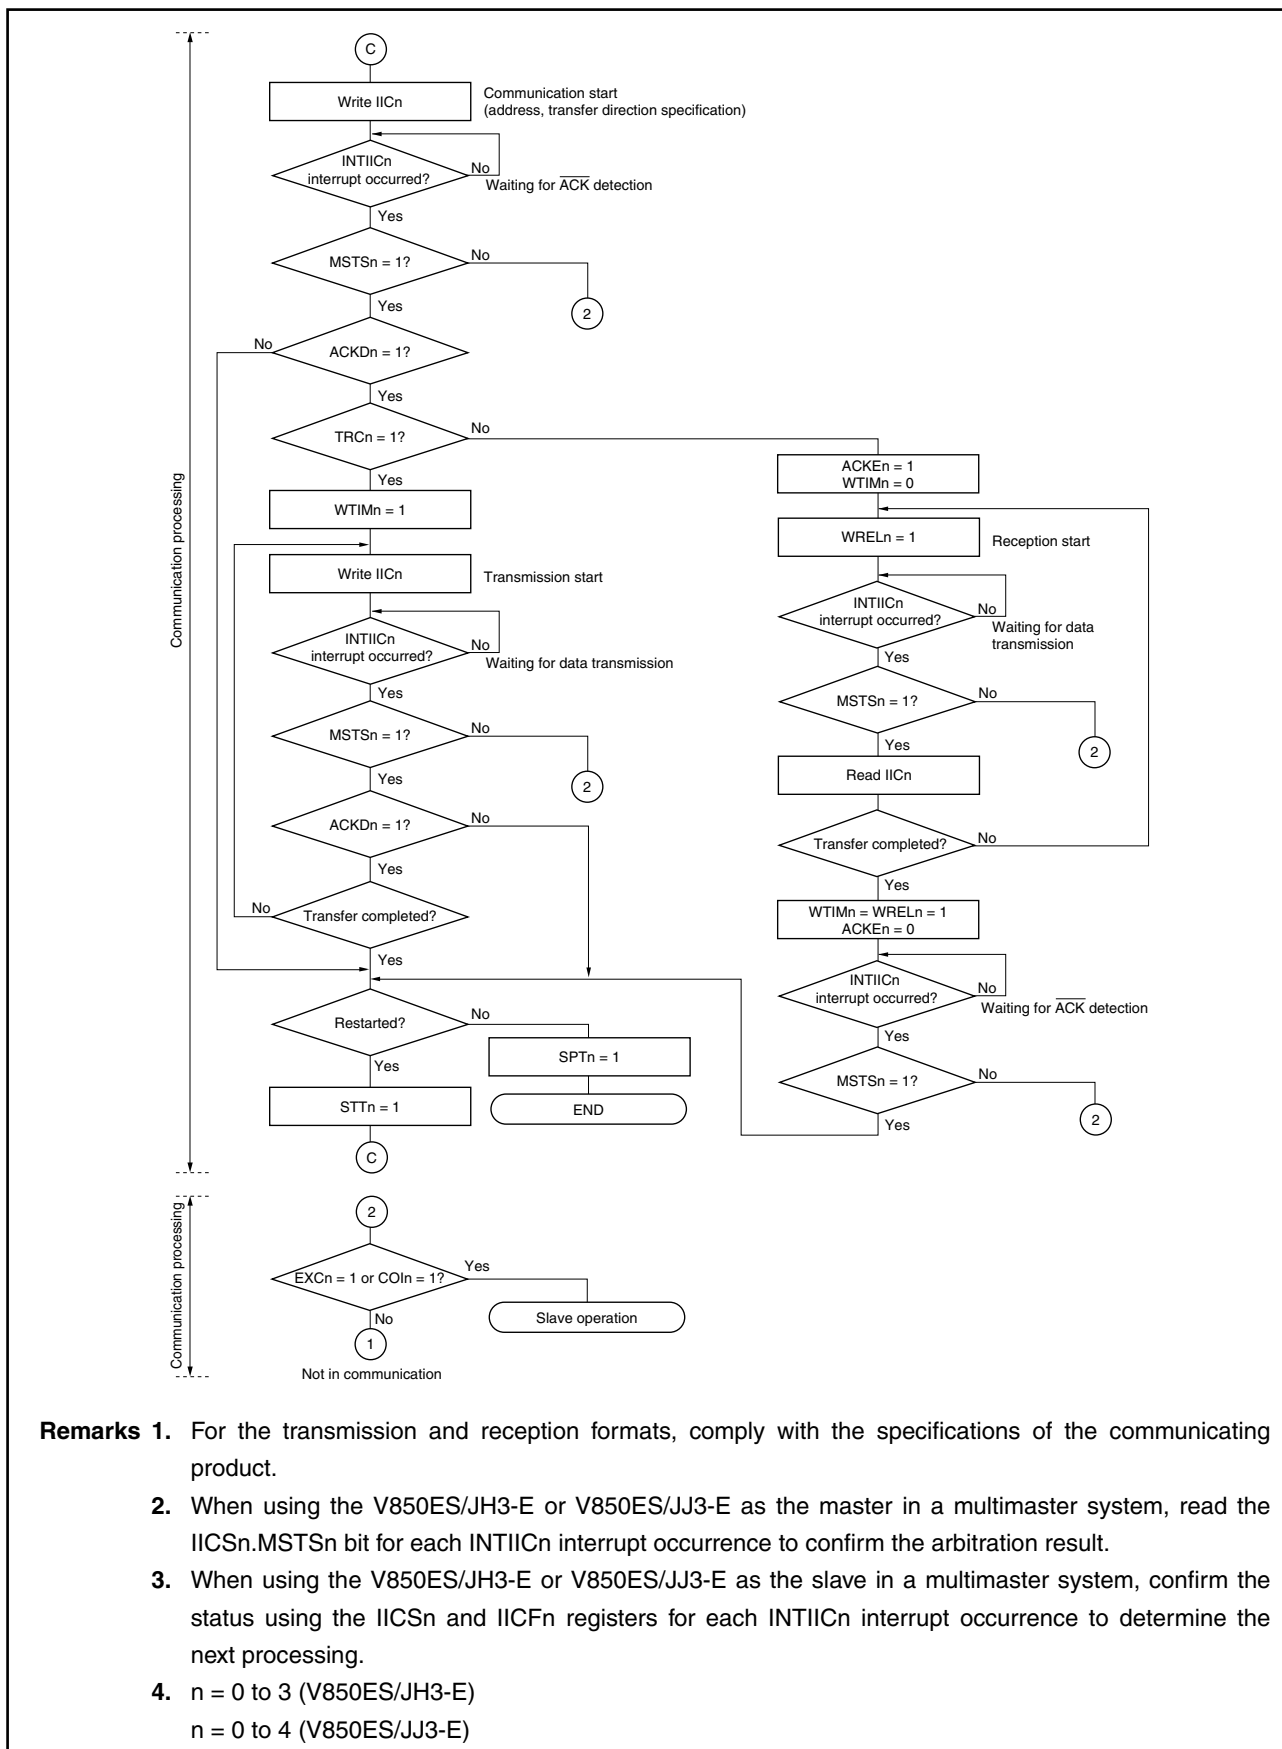 C
Write IICn
Communication start
(address, transfer direction specification)
INTIICn
interrupt occurred?
No
Waiting for ACK detection
Yes
MSTSn = 1?
No
2
Yes
ACKDn = 1?
No
Yes
TRCn = 1?
No
Yes
WTIMn = 1
Write IICn
Transmission start
INTIICn
interrupt occurred?
No
Waiting for data transmission
Yes
MSTSn = 1?
No
2
Yes
ACKDn = 1?
No
Yes
Transfer completed?
No
Yes
Restarted?
No
SPTn = 1
END
Yes
STTn = 1
C
ACKEn = 1
WTIMn = 0
WRELn = 1
Reception start
INTIICn
interrupt occurred?
No
Waiting for data
transmission
Yes
MSTSn = 1?
No
2
Yes
Read IICn
Transfer completed?
No
Yes
WTIMn = WRELn = 1
ACKEn = 0
INTIICn
interrupt occurred?
No
Waiting for ACK detection
Yes
MSTSn = 1?
No
2
Yes
Communication processing
2
EXCn = 1 or COIn = 1?
Yes
Slave operation
No
1
Not in communication
Communication processing
Remarks 1. For the transmission and reception formats, comply with the specifications of the communicating
product.
2. When using the V850ES/JH3-E or V850ES/JJ3-E as the master in a multimaster system, read the
IICSn.MSTSn bit for each INTIICn interrupt occurrence to confirm the arbitration result.
3. When using the V850ES/JH3-E or V850ES/JJ3-E as the slave in a multimaster system, confirm the
status using the IICSn and IICFn registers for each INTIICn interrupt occurrence to determine the
next processing.
4. n = 0 to 3 (V850ES/JH3-E)
n = 0 to 4 (V850ES/JJ3-E)